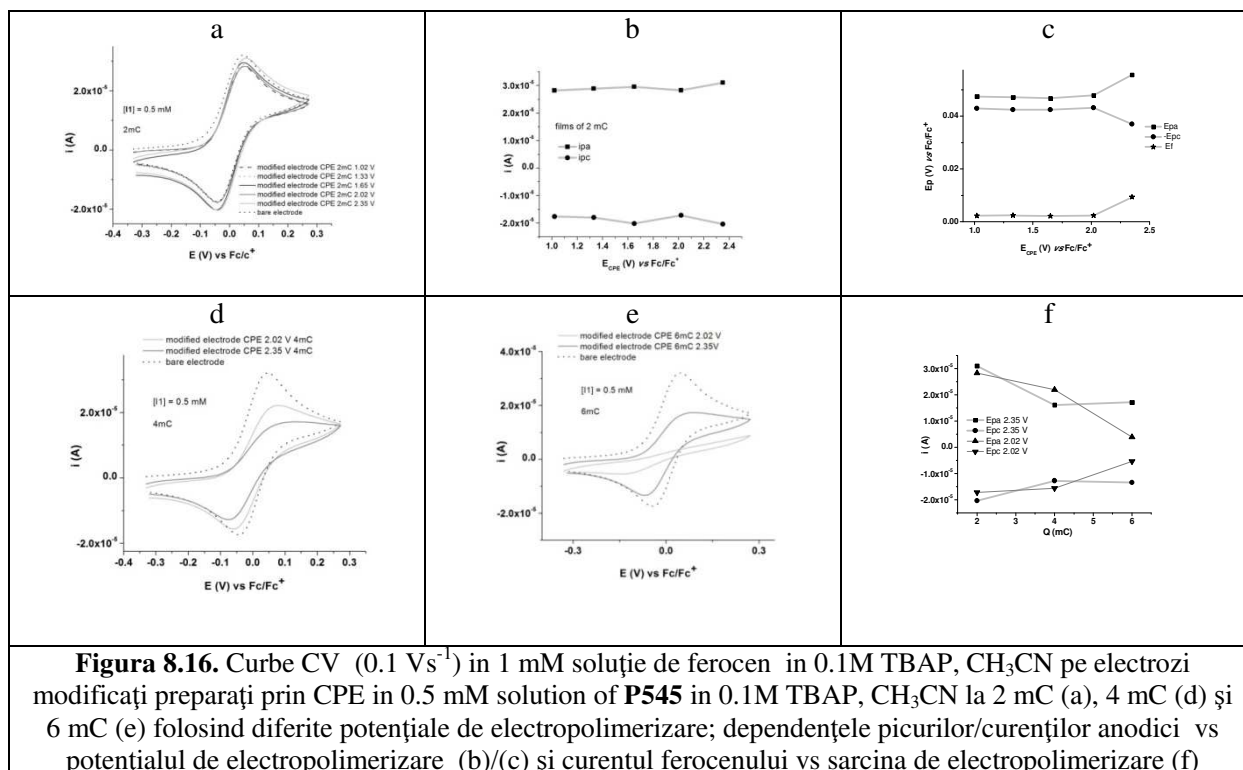 a
b
c
2.0x10⁻⁵
0.0
-2.0x10⁻⁵
i (A)
[I1] = 0.5 mM
2mC
modified electrode CPE 2mC 1.02 V
modified electrode CPE 2mC 1.33 V
modified electrode CPE 2mC 1.65 V
modified electrode CPE 2mC 2.02 V
modified electrode CPE 2mC 2.35 V
bare electrode
-0.4 -0.3 -0.2 -0.1 0.0 0.1 0.2 0.3
E (V) vs Fc/c⁺
3.0x10⁻⁵
2.0x10⁻⁵
1.0x10⁻⁵
0.0
-1.0x10⁻⁵
-2.0x10⁻⁵
i (A)
films of 2 mC
ipa
ipc
1.0 1.2 1.4 1.6 1.8 2.0 2.2 2.4
E_CPE (V) vs Fc/Fc⁺
0.04
0.02
0.00
Ep (V) vs Fc/Fc⁺
Epa
-Epc
Ef
1.0 1.5 2.0 2.5
E_CPE (V) vs Fc/Fc⁺
d
e
f
modified electrode CPE 2.02 V 4mC
modified electrode CPE 2.35 V 4mC
bare electrode
2.0x10⁻⁵
0.0
-2.0x10⁻⁵
i (A)
[I1] = 0.5 mM
4mC
-0.4 -0.3 -0.2 -0.1 0.0 0.1 0.2 0.3
E (V) vs Fc/Fc⁺
modified electrode CPE 6mC 2.02V
modified electrode CPE 6mC 2.35V
bare electrode
4.0x10⁻⁵
2.0x10⁻⁵
0.0
-2.0x10⁻⁵
i (A)
[I1] = 0.5 mM
6mC
-0.3 0.0 0.3
E (V) vs Fc/Fc⁺
3.0x10⁻⁵
2.0x10⁻⁵
1.0x10⁻⁵
0.0
-1.0x10⁻⁵
-2.0x10⁻⁵
i (A)
Epa 2.35 V
Epc 2.35 V
Epa 2.02 V
Epc 2.02 V
2 3 4 5 6
Q (mC)
Figura 8.16. Curbe CV (0.1 Vs⁻¹) in 1 mM soluţie de ferocen in 0.1M TBAP, CH₃CN pe electrozi
modificaţi preparaţi prin CPE in 0.5 mM solution of P545 in 0.1M TBAP, CH₃CN la 2 mC (a), 4 mC (d) şi
6 mC (e) folosind diferite potenţiale de electropolimerizare; dependenţele picurilor/curenţilor anodici vs
potenţialul de electropolimerizare (b)/(c) si curentul ferocenului vs sarcina de electropolimerizare (f)